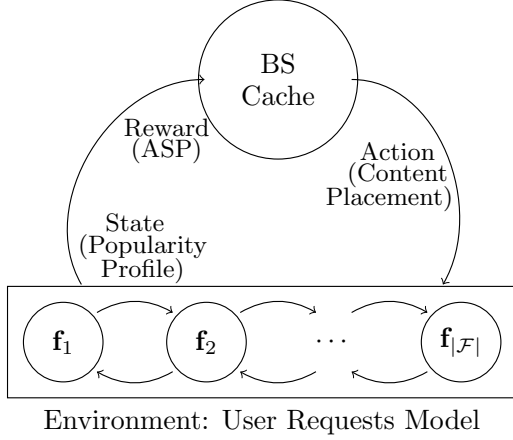 BS
Cache
Reward
(ASP)
Action
(Content
Placement)
State
(Popularity
Profile)
f₁
f₂
⋯
f|ℱ|
Environment: User Requests Model